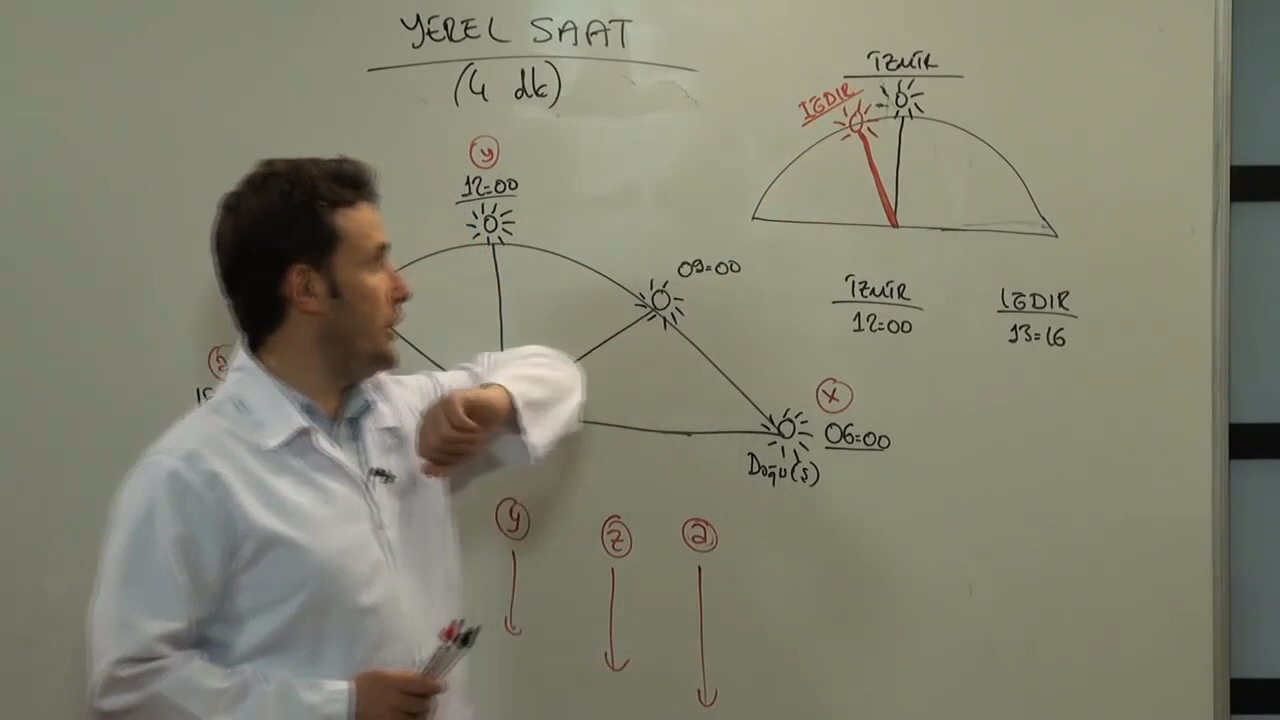 YEREL SAAT
(4 dk)
İZMİR
IĞDIR
y
12:00
09:00
İZMİR
12:00
IĞDIR
13:16
x
06:00
Doğu(ş)
y
z
a